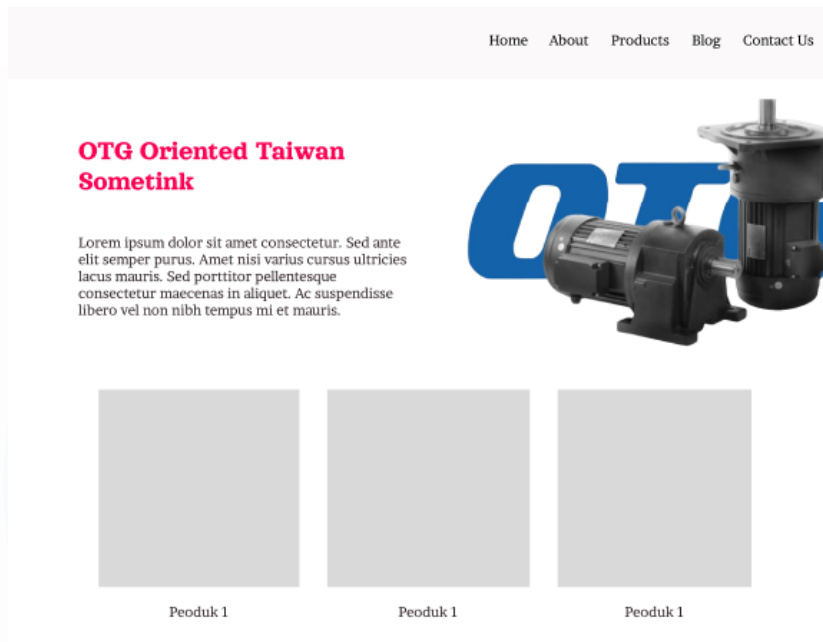 Home About Products Blog Contact Us
OTG Oriented Taiwan
Sometink
OT
Lorem ipsum dolor sit amet consectetur. Sed ante
elit semper purus. Amet nisi varius cursus ultricies
lacus mauris. Sed porttitor pellentesque
consectetur maecenas in aliquet. Ac suspendisse
libero vel non nibh tempus mi et mauris.
Peoduk 1 Peoduk 1 Peoduk 1